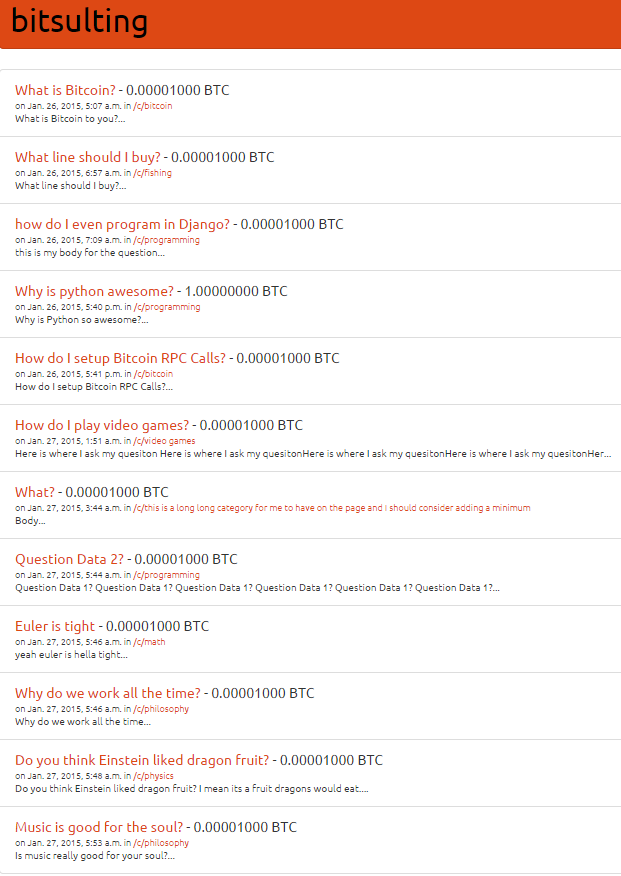 bitsulting
What is Bitcoin? - 0.00001000 BTC
on Jan. 26, 2015, 5:07 a.m. in /c/bitcoin
What is Bitcoin to you?...
What line should I buy? - 0.00001000 BTC
on Jan. 26, 2015, 6:57 a.m. in /c/fishing
What line should I buy?...
how do I even program in Django? - 0.00001000 BTC
on Jan. 26, 2015, 7:09 a.m. in /c/programming
this is my body for the question...
Why is python awesome? - 1.00000000 BTC
on Jan. 26, 2015, 5:40 p.m. in /c/programming
Why is Python so awesome?...
How do I setup Bitcoin RPC Calls? - 0.00001000 BTC
on Jan. 26, 2015, 5:41 p.m. in /c/bitcoin
How do I setup Bitcoin RPC Calls?...
How do I play video games? - 0.00001000 BTC
on Jan. 27, 2015, 1:51 a.m. in /c/video games
Here is where I ask my quesiton Here is where I ask my quesitonHere is where I ask my quesitonHere is where I ask my quesitonHer...
What? - 0.00001000 BTC
on Jan. 27, 2015, 3:44 a.m. in /c/this is a long long category for me to have on the page and i should consider adding a minimum
Body...
Question Data 2? - 0.00001000 BTC
on Jan. 27, 2015, 5:44 a.m. in /c/programming
Question Data 1? Question Data 1? Question Data 1? Question Data 1? Question Data 1? Question Data 1?...
Euler is tight - 0.00001000 BTC
on Jan. 27, 2015, 5:46 a.m. in /c/math
yeah euler is hella tight...
Why do we work all the time? - 0.00001000 BTC
on Jan. 27, 2015, 5:46 a.m. in /c/philosophy
Why do we work all the time...
Do you think Einstein liked dragon fruit? - 0.00001000 BTC
on Jan. 27, 2015, 5:48 a.m. in /c/physics
Do you think Einstein liked dragon fruit? I mean its a fruit dragons would eat....
Music is good for the soul? - 0.00001000 BTC
on Jan. 27, 2015, 5:53 a.m. in /c/philosophy
Is music really good for your soul?...